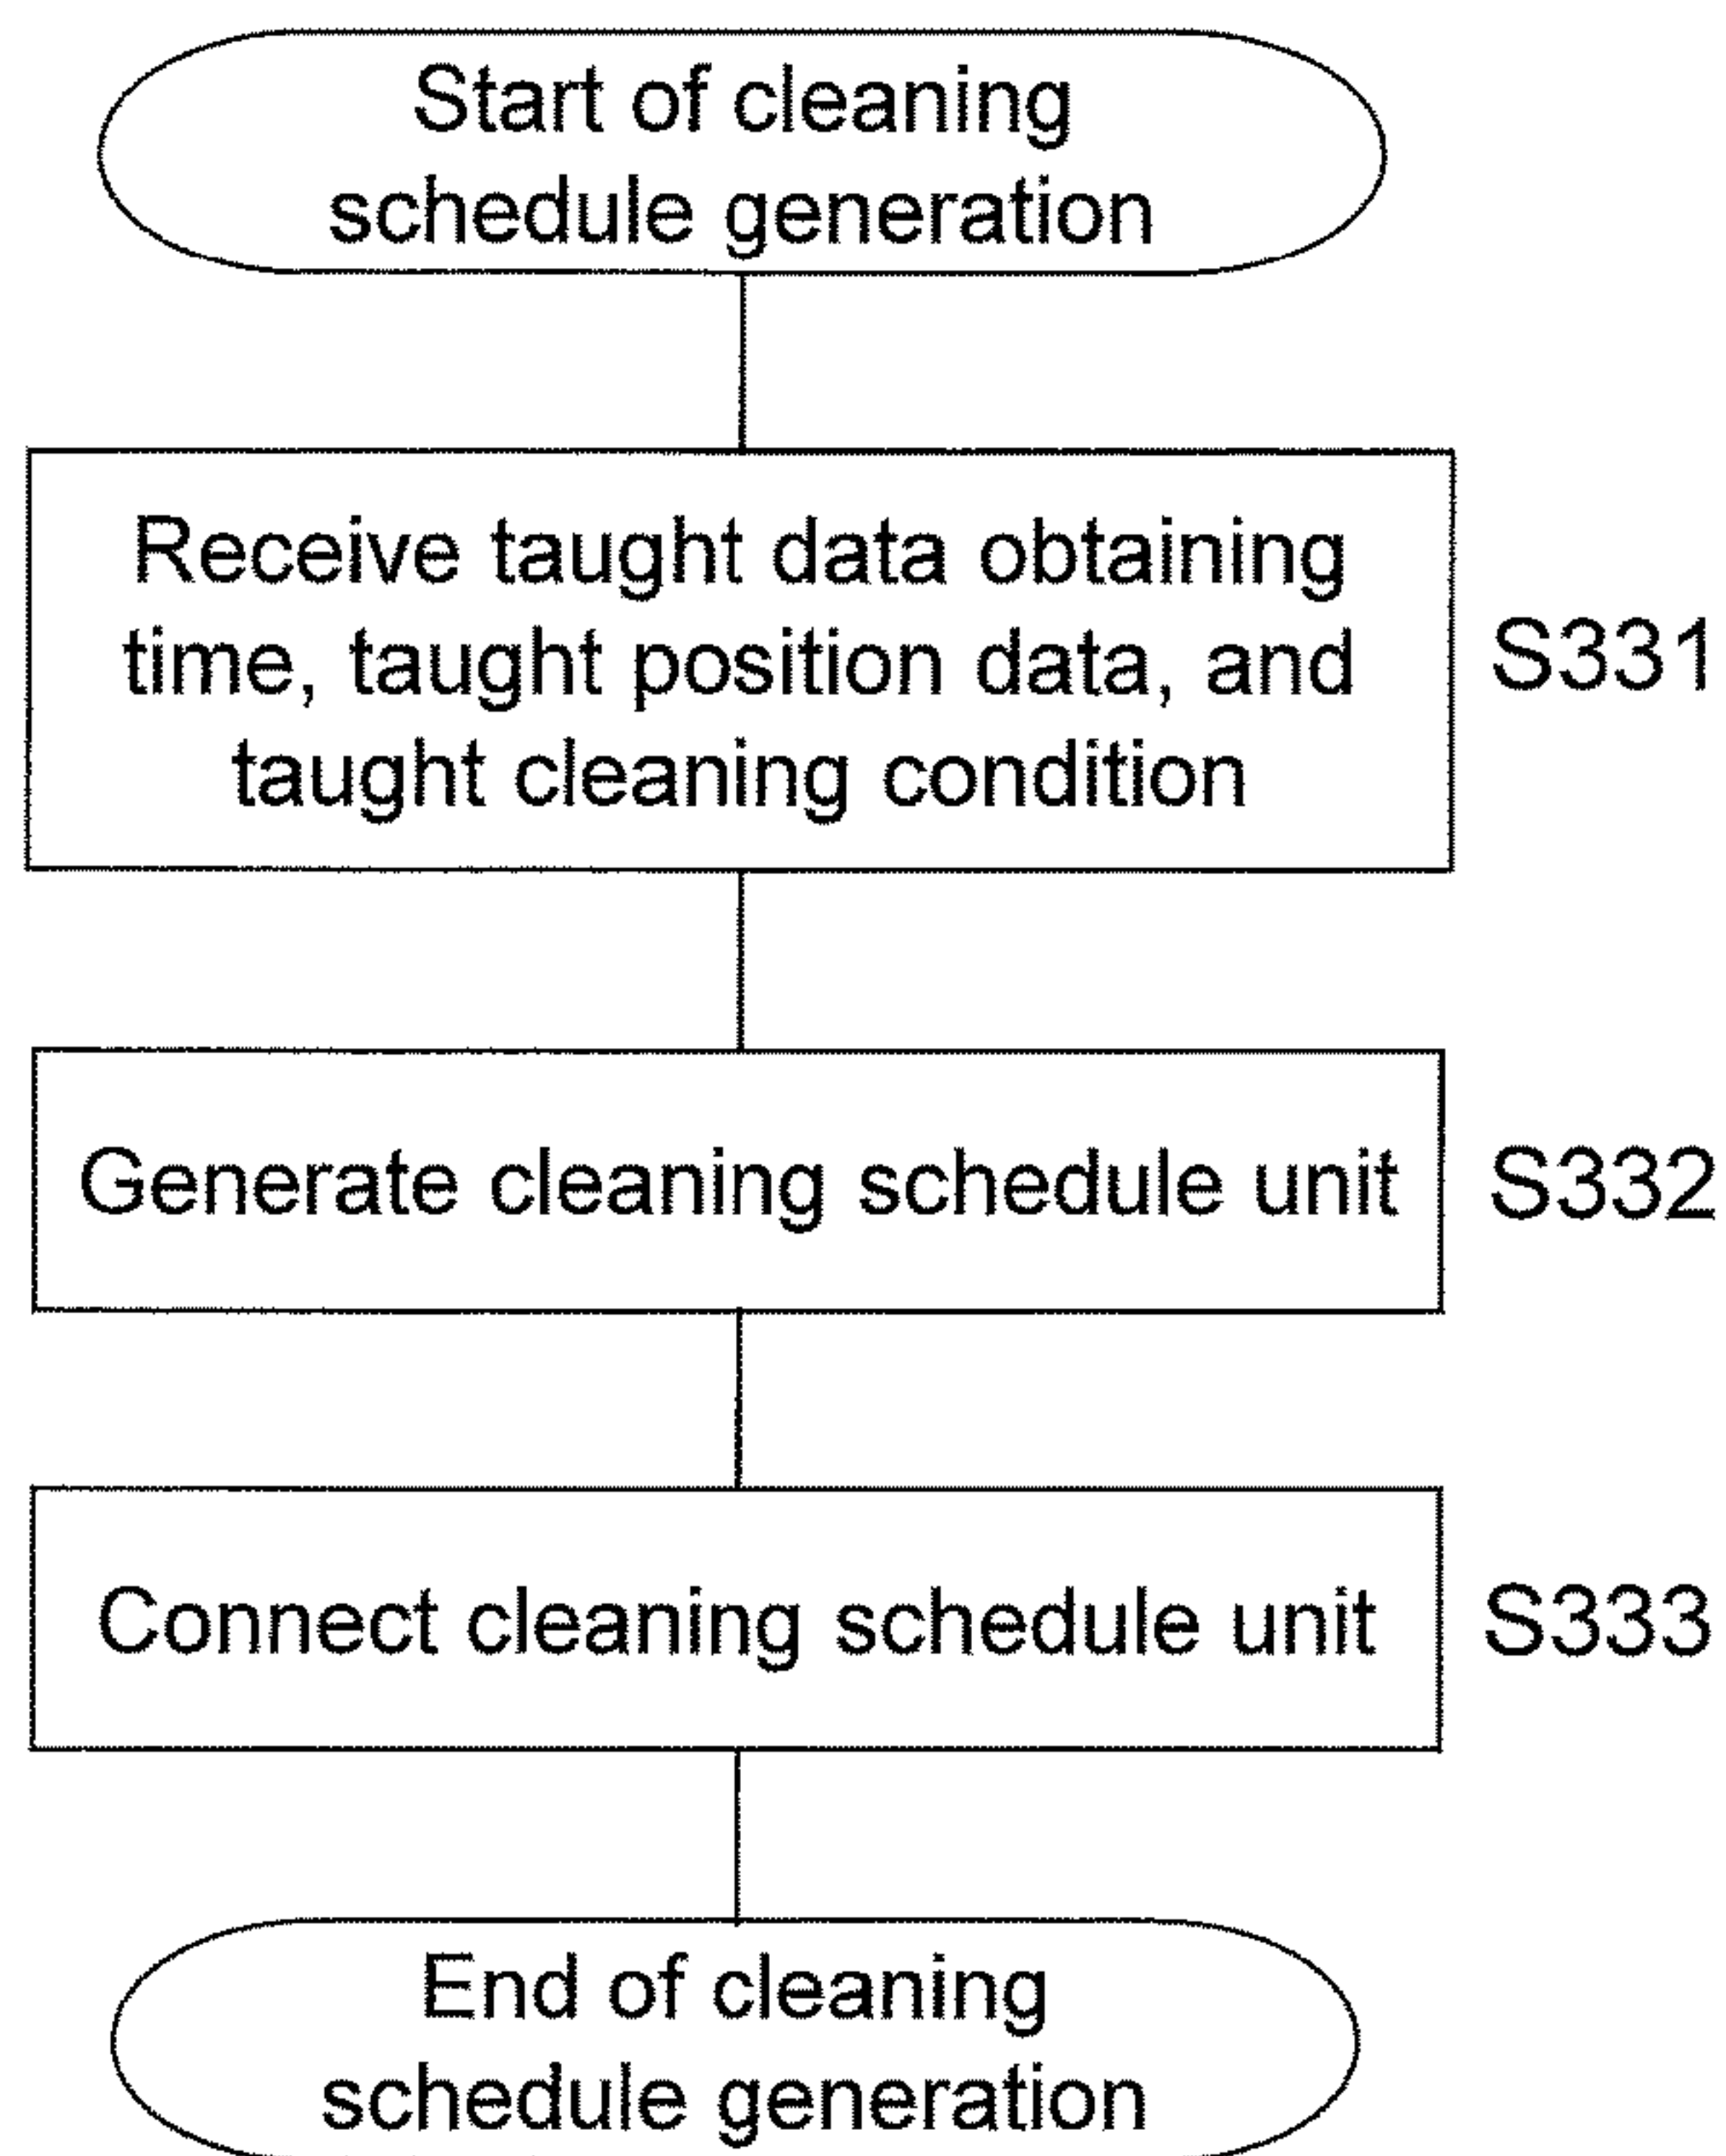 Start of cleaning
schedule generation
Receive taught data obtaining
time, taught position data, and
taught cleaning condition
S331
Generate cleaning schedule unit
S332
Connect cleaning schedule unit
S333
End of cleaning
schedule generation